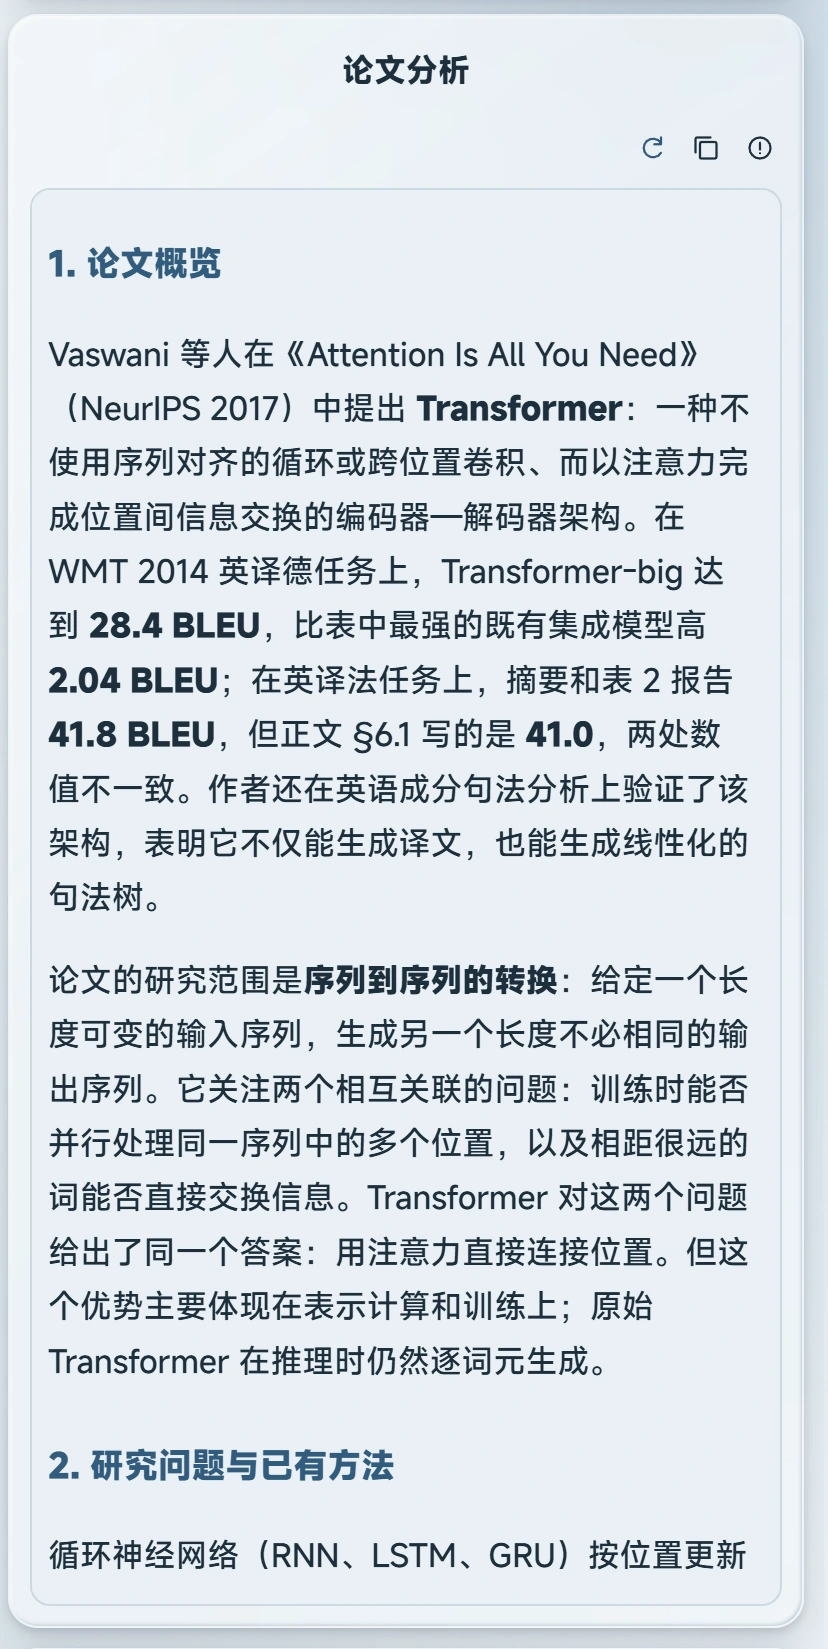 论文分析
1. 论文概览
Vaswani 等人在《Attention Is All You Need》
（NeurIPS 2017）中提出 Transformer：一种不
使用序列对齐的循环或跨位置卷积、而以注意力完
成位置间信息交换的编码器—解码器架构。在
WMT 2014 英译德任务上，Transformer-big 达
到 28.4 BLEU，比表中最强的既有集成模型高
2.04 BLEU；在英译法任务上，摘要和表 2 报告
41.8 BLEU，但正文 §6.1 写的是 41.0，两处数
值不一致。作者还在英语成分句法分析上验证了该
架构，表明它不仅能生成译文，也能生成线性化的
句法树。
论文的研究范围是序列到序列的转换：给定一个长
度可变的输入序列，生成另一个长度不必相同的输
出序列。它关注两个相互关联的问题：训练时能否
并行处理同一序列中的多个位置，以及相距很远的
词能否直接交换信息。Transformer 对这两个问题
给出了同一个答案：用注意力直接连接位置。但这
个优势主要体现在表示计算和训练上；原始
Transformer 在推理时仍然逐词元生成。
2. 研究问题与已有方法
循环神经网络（RNN、LSTM、GRU）按位置更新